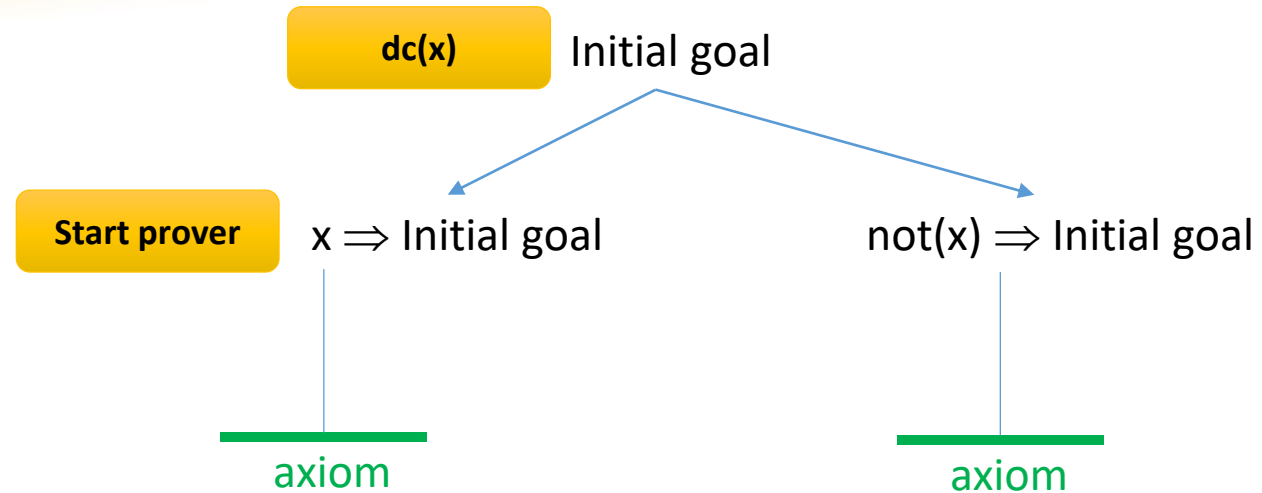 dc(x) Initial goal
Start prover x ⇒ Initial goal not(x) ⇒ Initial goal
axiom axiom